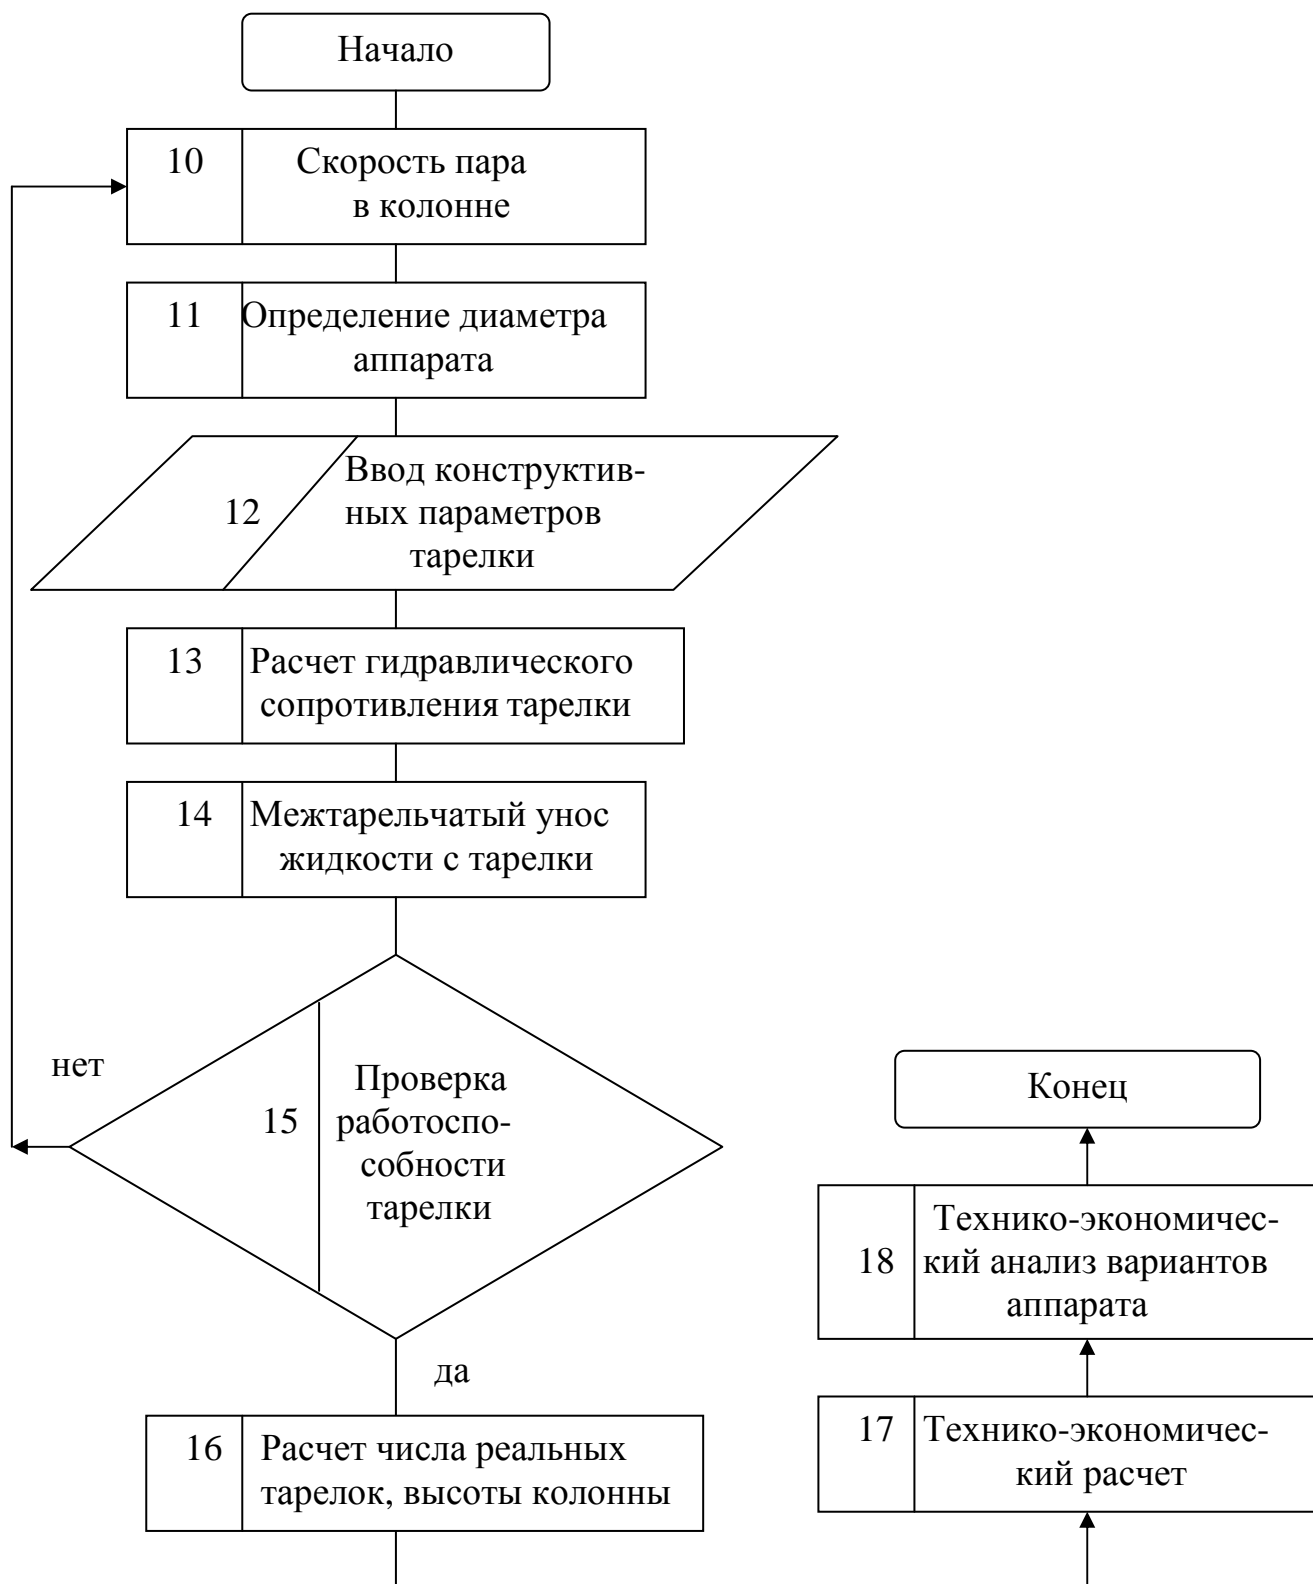 Начало
10
Скорость пара
в колонне
11
Определение диаметра
аппарата
12
Ввод конструктив-
ных параметров
тарелки
13
Расчет гидравлического
сопротивления тарелки
14
Межтарельчатый унос
жидкости с тарелки
нет
15
Проверка
работоспо-
собности
тарелки
да
16
Расчет числа реальных
тарелок, высоты колонны
Конец
18
Технико-экономичес-
кий анализ вариантов
аппарата
17
Технико-экономичес-
кий расчет